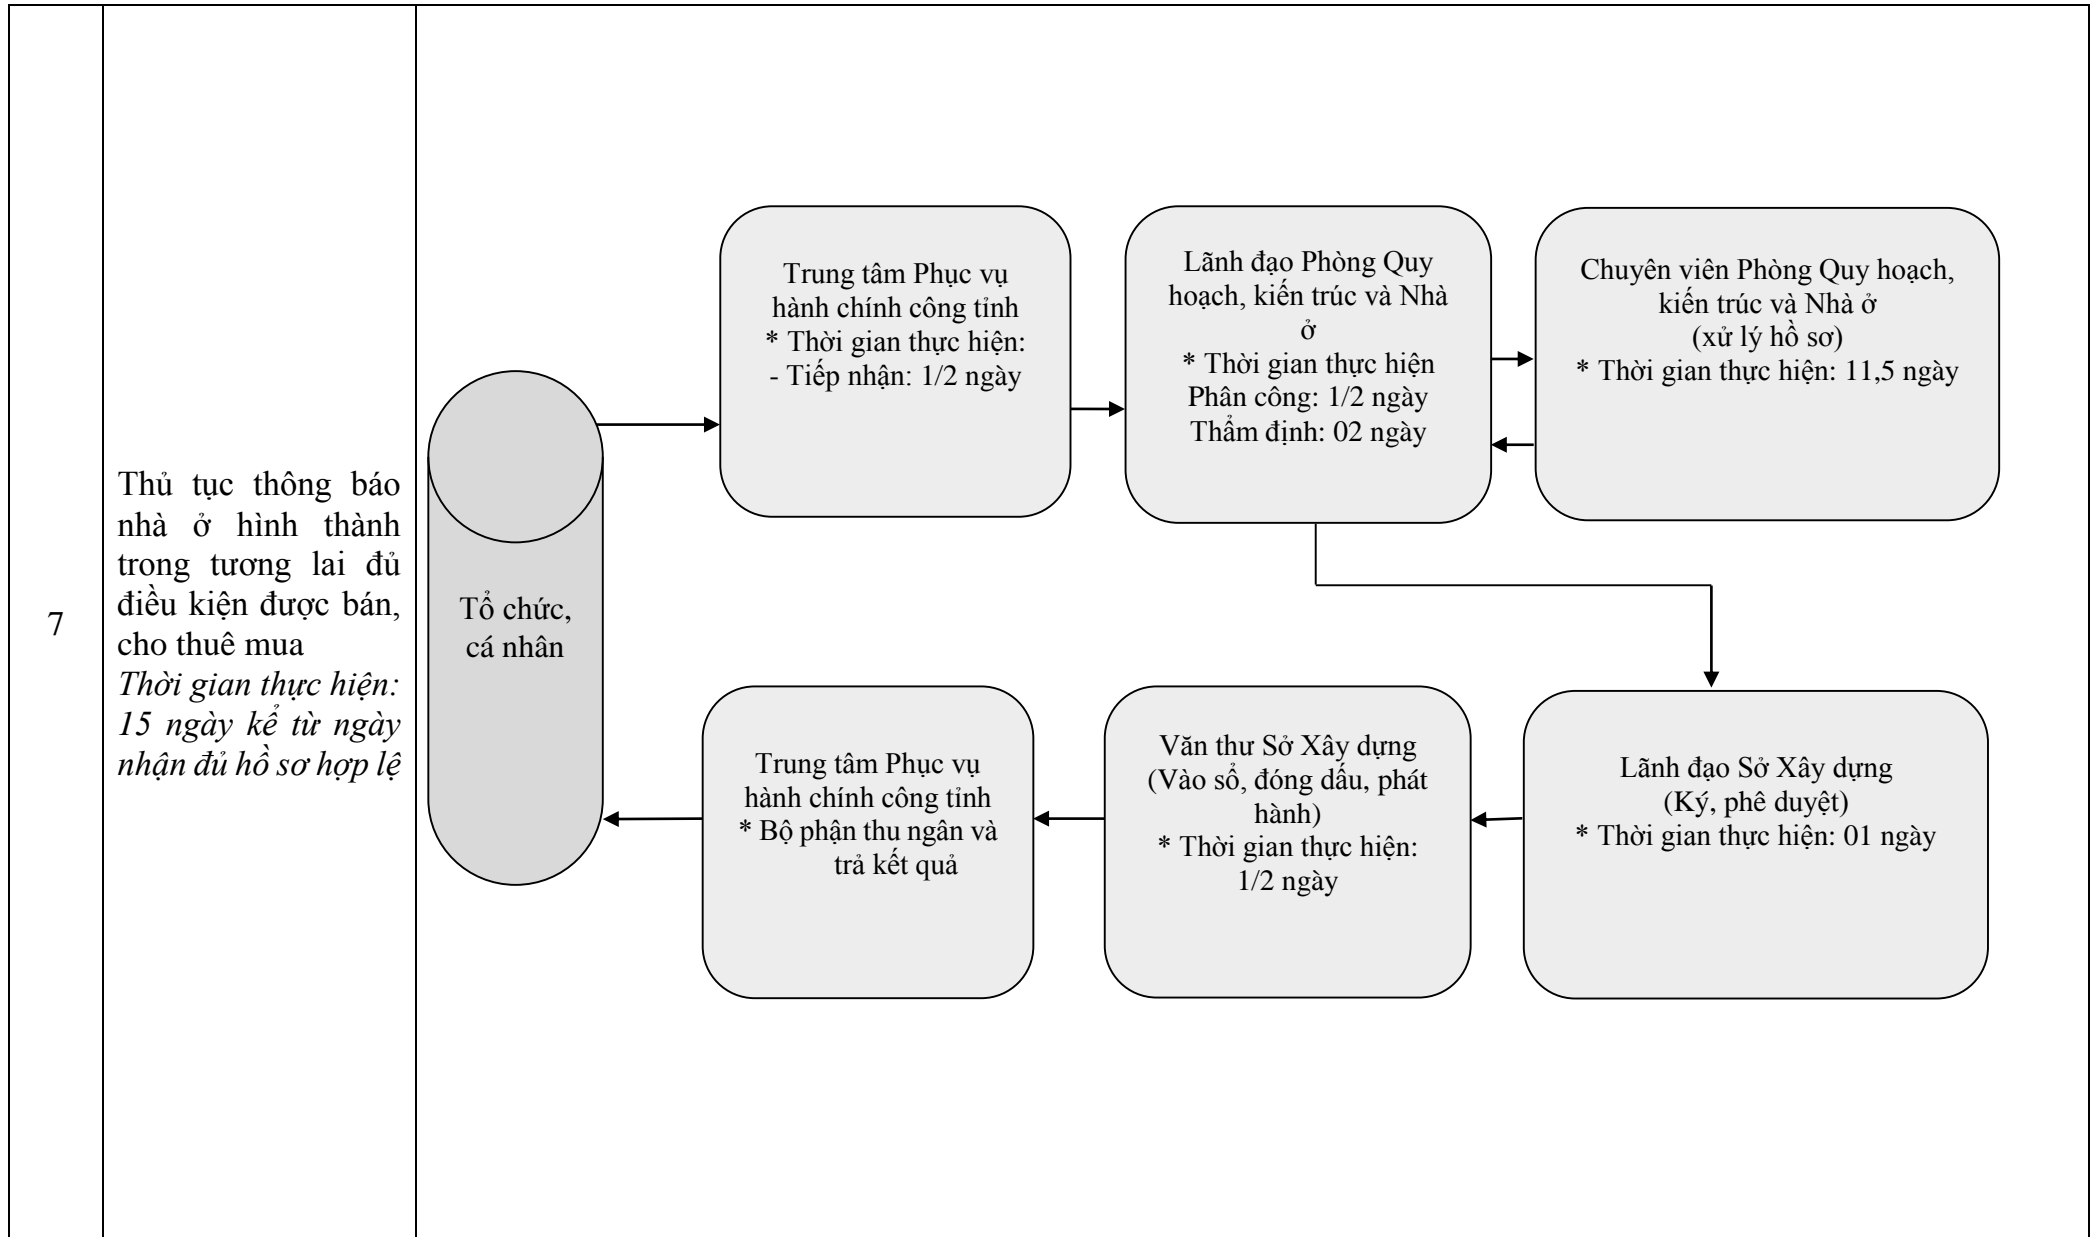 7
Thủ tục thông báo
nhà ở hình thành
trong tương lai đủ
điều kiện được bán,
cho thuê mua
Thời gian thực hiện:
15 ngày kể từ ngày
nhận đủ hồ sơ hợp lệ
Tổ chức,
cá nhân
Trung tâm Phục vụ
hành chính công tỉnh
* Thời gian thực hiện:
- Tiếp nhận: 1/2 ngày
Lãnh đạo Phòng Quy
hoạch, kiến trúc và Nhà
ở
* Thời gian thực hiện
Phân công: 1/2 ngày
Thẩm định: 02 ngày
Chuyên viên Phòng Quy hoạch,
kiến trúc và Nhà ở
(xử lý hồ sơ)
* Thời gian thực hiện: 11,5 ngày
Lãnh đạo Sở Xây dựng
(Ký, phê duyệt)
* Thời gian thực hiện: 01 ngày
Văn thư Sở Xây dựng
(Vào sổ, đóng dấu, phát
hành)
* Thời gian thực hiện:
1/2 ngày
Trung tâm Phục vụ
hành chính công tỉnh
* Bộ phận thu ngân và
trả kết quả